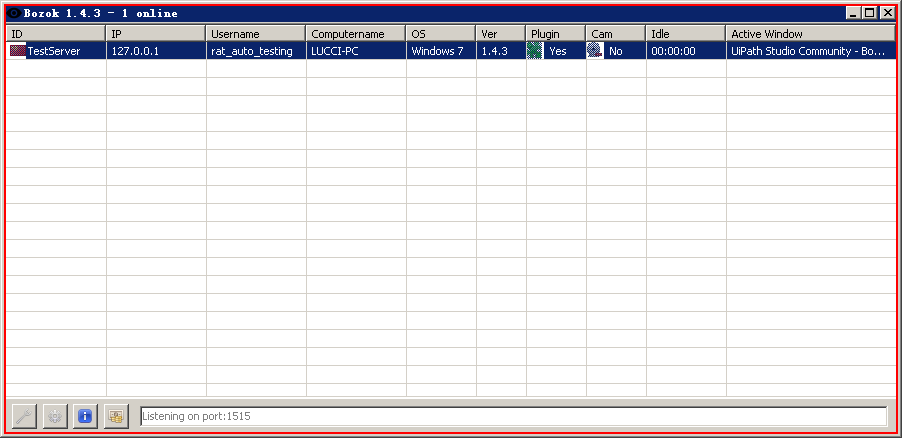 Bozok 1.4.3 - 1 online
ID IP Username Computername OS Ver Plugin Cam Idle Active Window
TestServer 127.0.0.1 rat_auto_testing LUCCI-PC Windows 7 1.4.3 Yes No 00:00:00 UiPath Studio Community - Bo...
Listening on port:1515